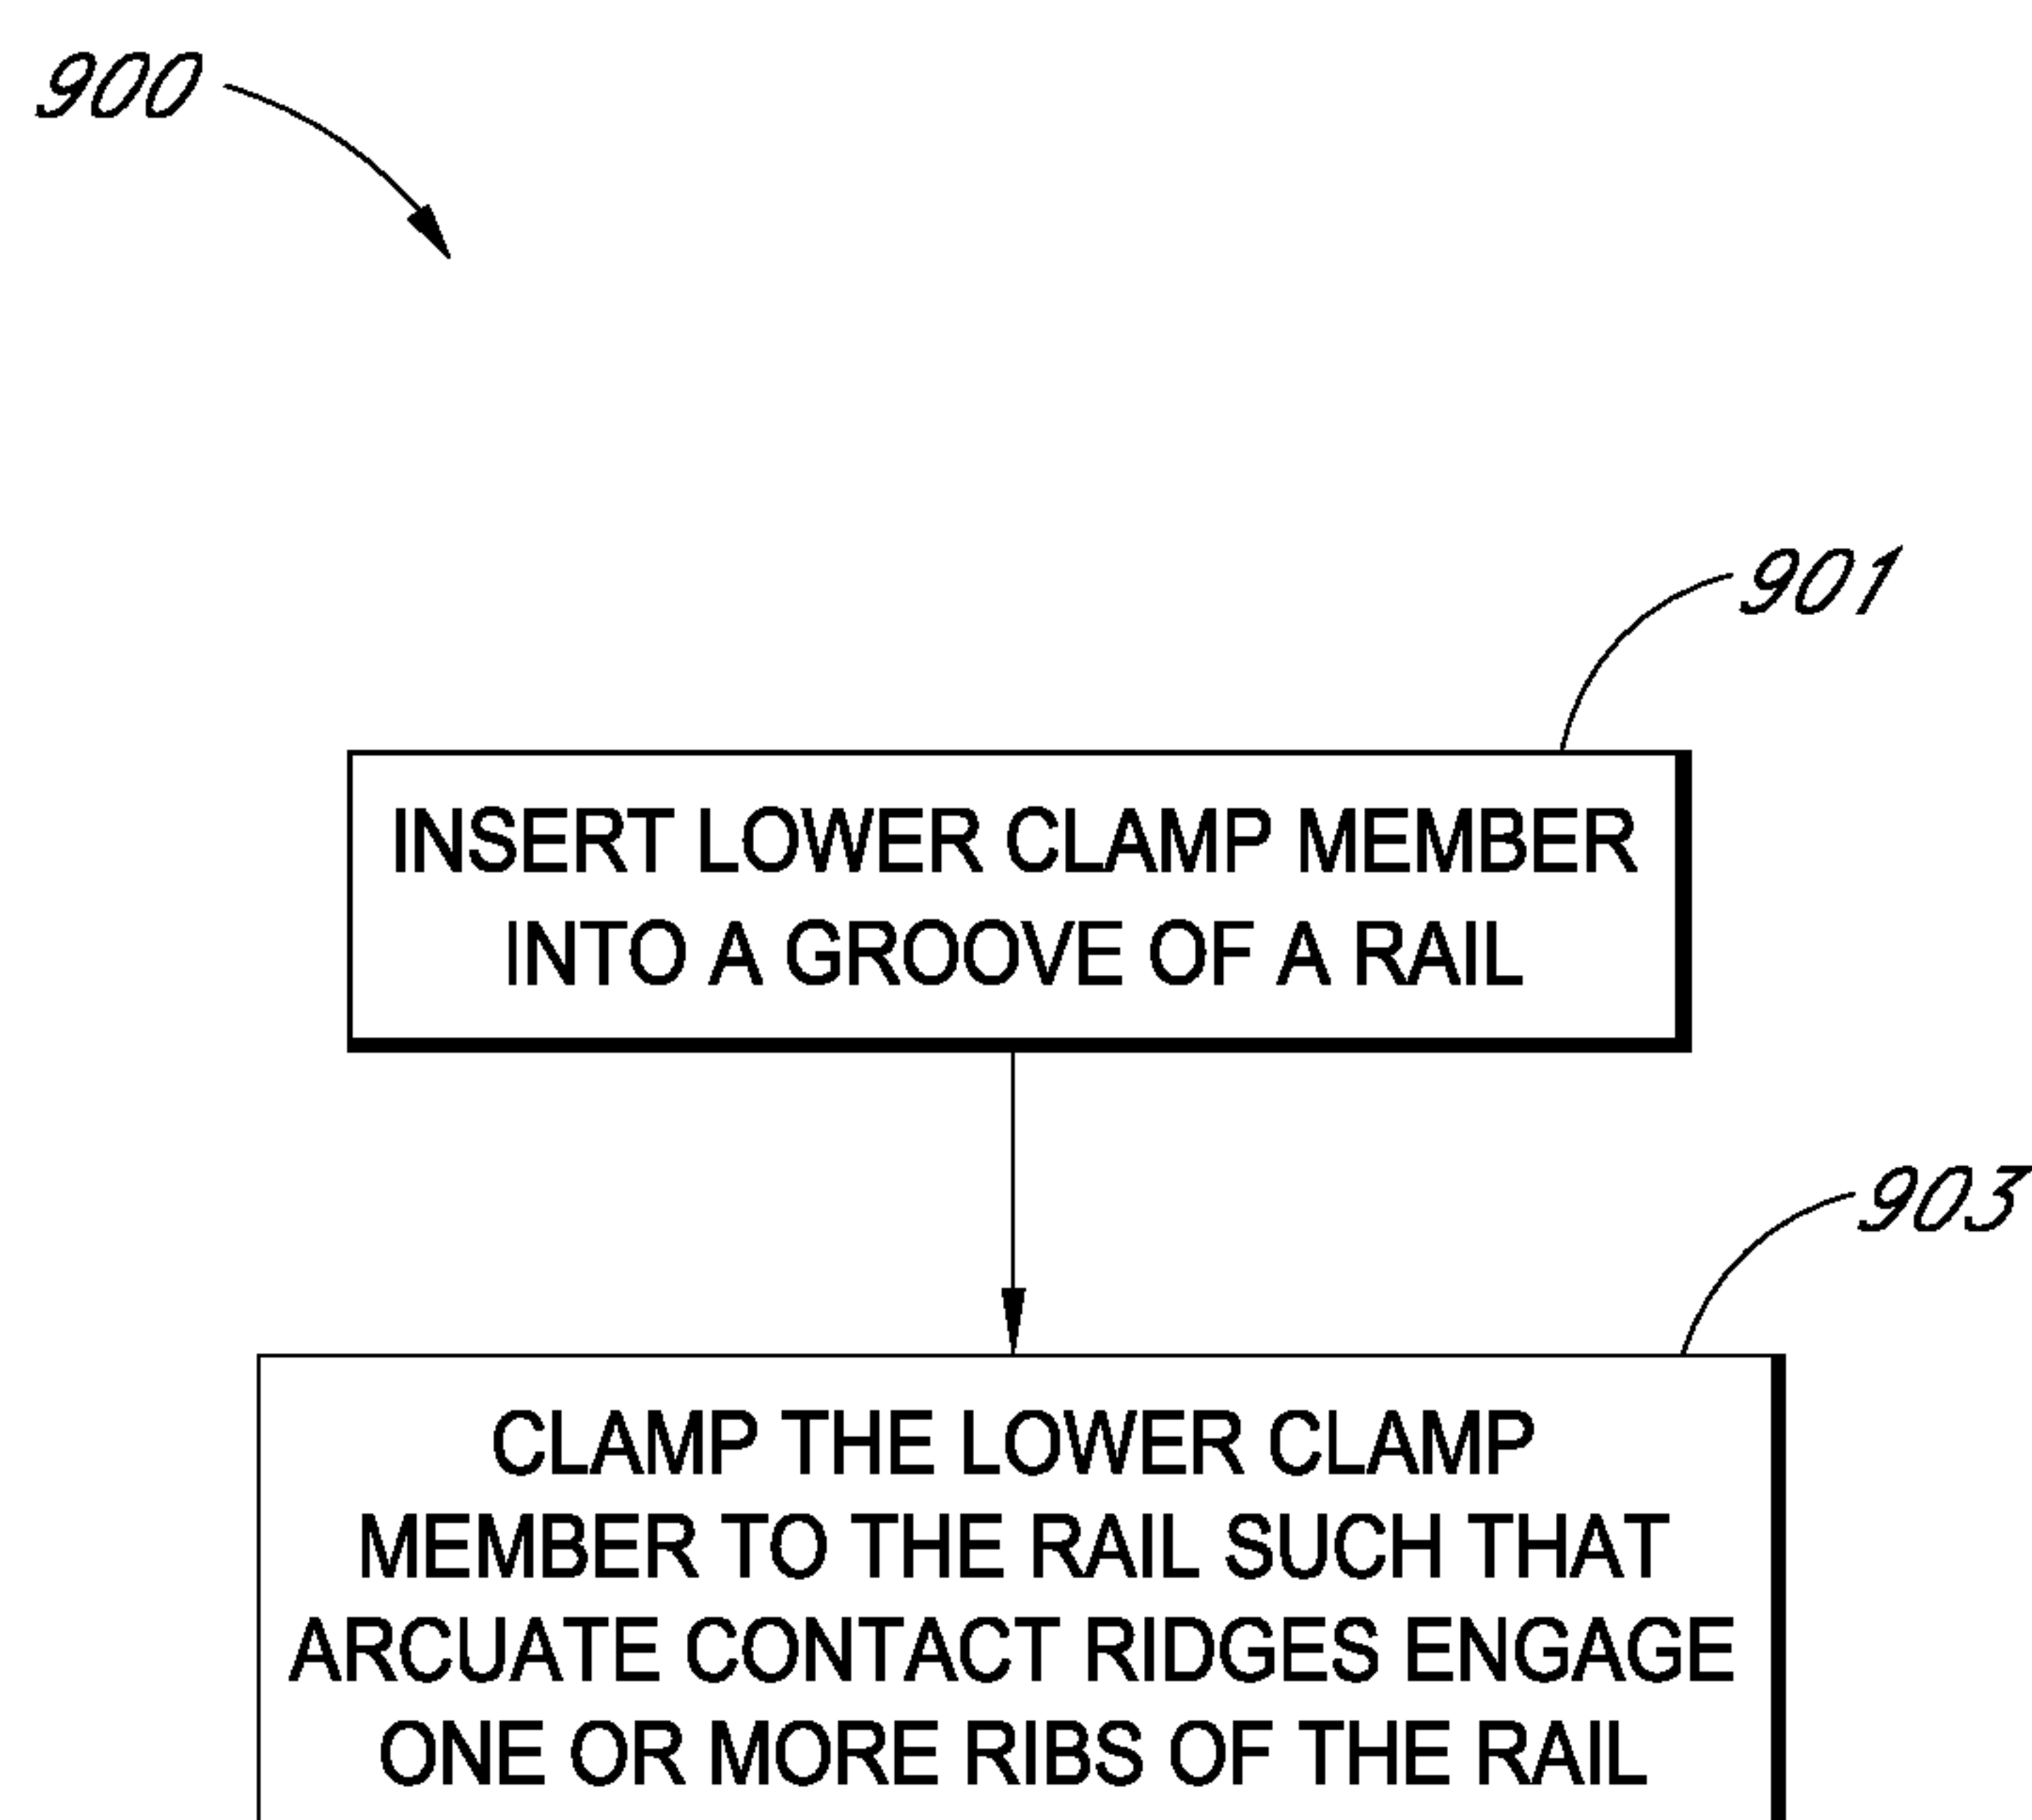 900
901
INSERT LOWER CLAMP MEMBER
INTO A GROOVE OF A RAIL
903
CLAMP THE LOWER CLAMP
MEMBER TO THE RAIL SUCH THAT
ARCUATE CONTACT RIDGES ENGAGE
ONE OR MORE RIBS OF THE RAIL